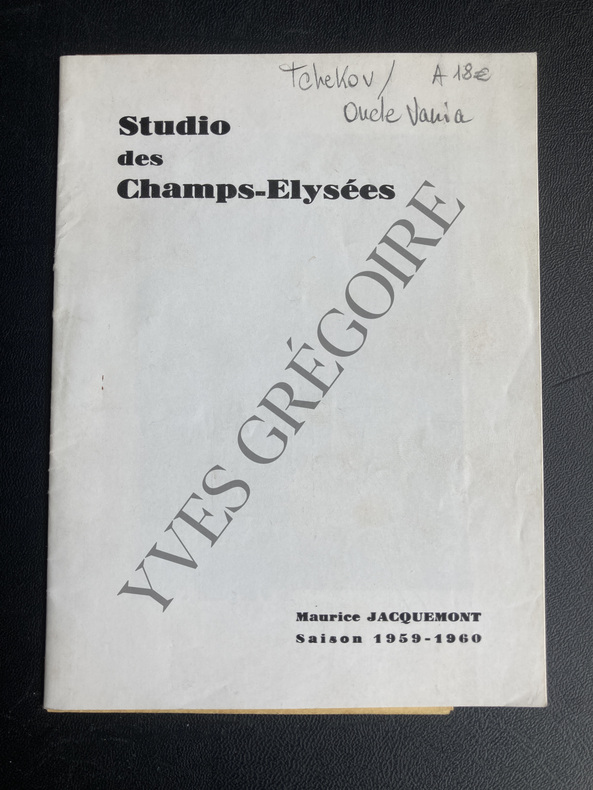 Tchekov / A 18€
Oncle Vania
Studio
des
Champs-Elysées
YVES GRÉGOIRE
Maurice JACQUEMONT
Saison 1959-1960